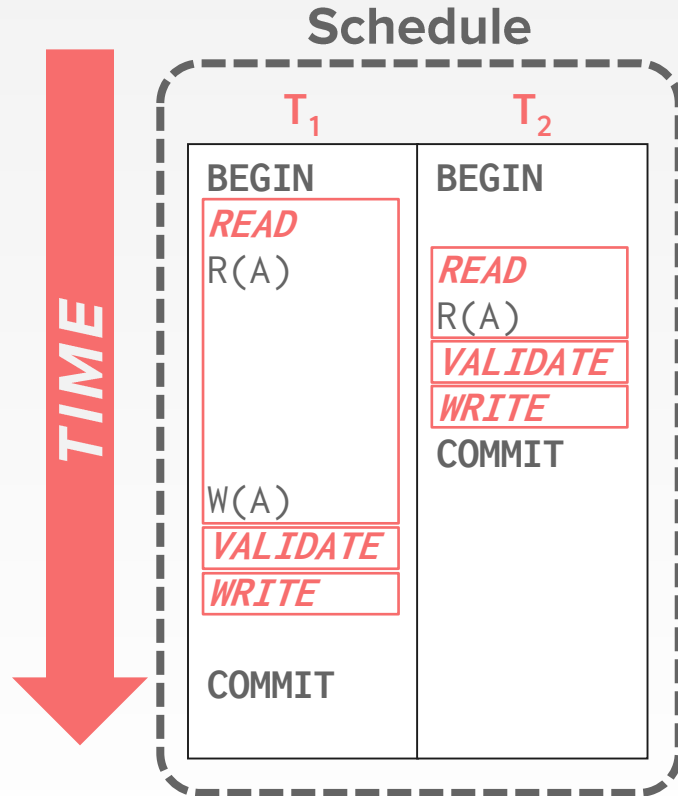 Schedule
TIME
T₁ T₂
BEGIN BEGIN
READ
R(A) READ
R(A)
VALIDATE
WRITE
COMMIT
W(A)
VALIDATE
WRITE
COMMIT